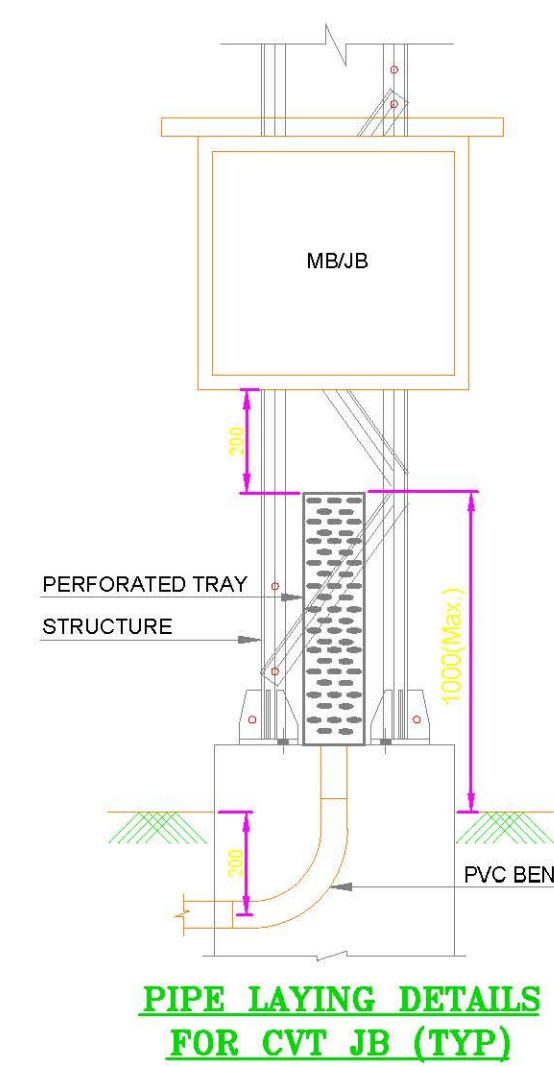 MB/JB
200
PERFORATED TRAY
STRUCTURE
1000(Max.)
200
PVC BEN
PIPE LAYING DETAILS
FOR CVT JB (TYP)